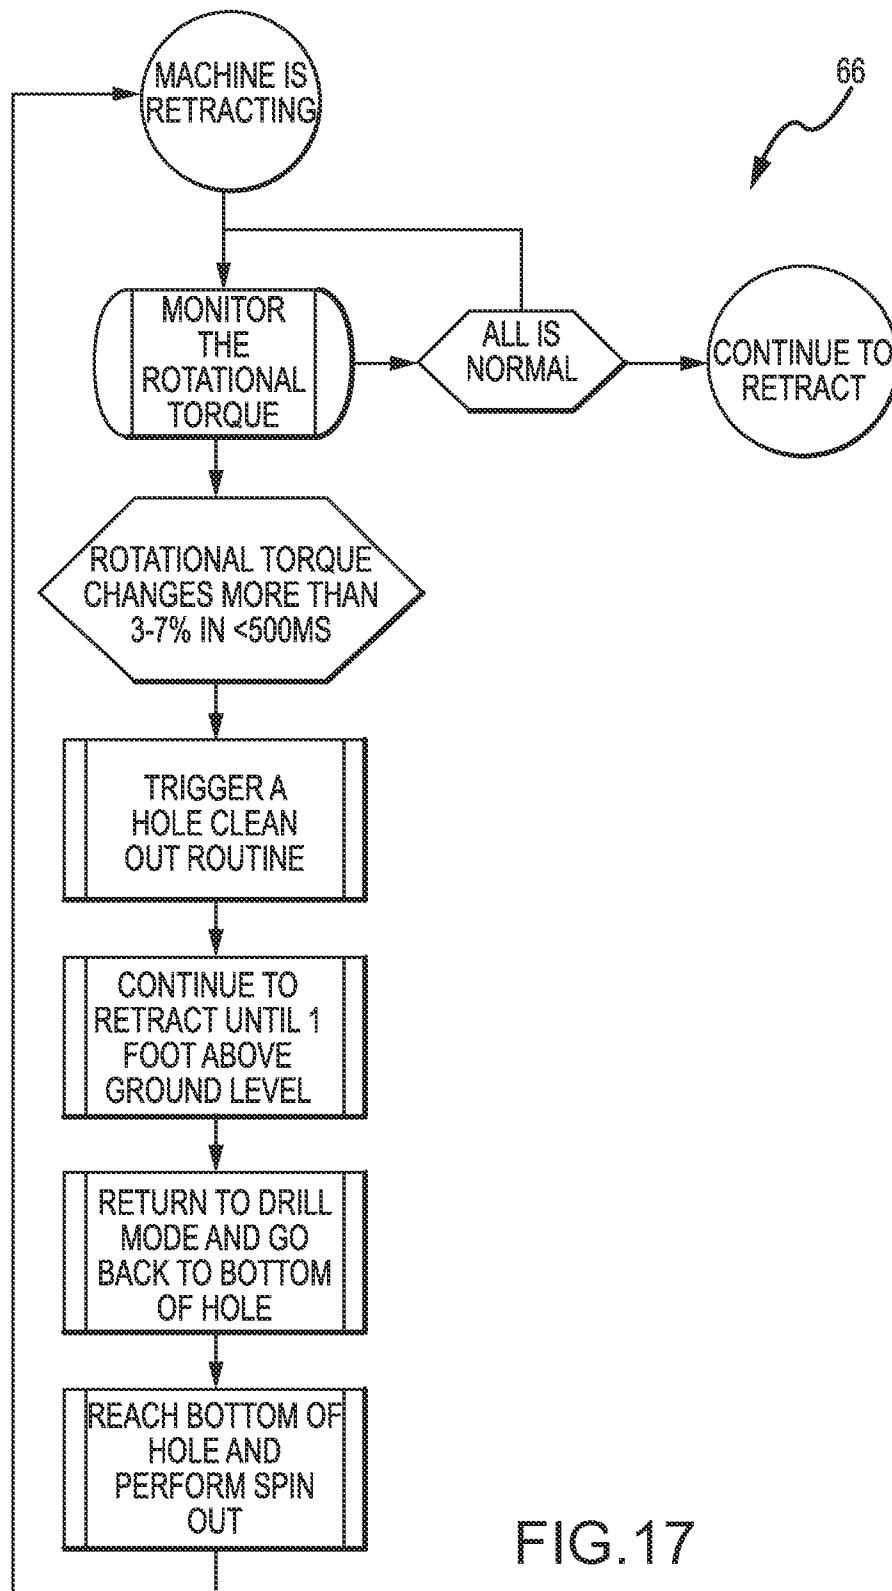 MACHINE IS
RETRACTING
66
MONITOR
THE
ROTATIONAL
TORQUE
ALL IS
NORMAL
CONTINUE TO
RETRACT
ROTATIONAL TORQUE
CHANGES MORE THAN
3-7% IN <500MS
TRIGGER A
HOLE CLEAN
OUT ROUTINE
CONTINUE TO
RETRACT UNTIL 1
FOOT ABOVE
GROUND LEVEL
RETURN TO DRILL
MODE AND GO
BACK TO BOTTOM
OF HOLE
REACH BOTTOM OF
HOLE AND
PERFORM SPIN
OUT
FIG.17